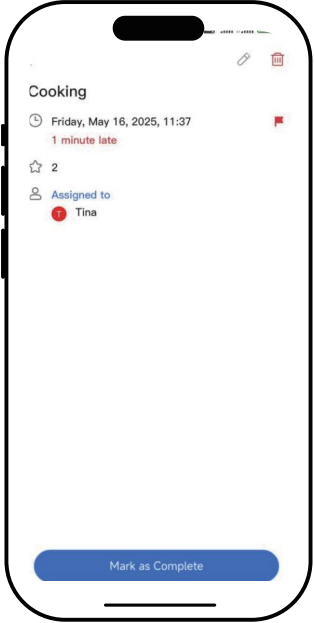 Cooking
Friday, May 16, 2025, 11:37
1 minute late
2
Assigned to
T
Tina
Mark as Complete